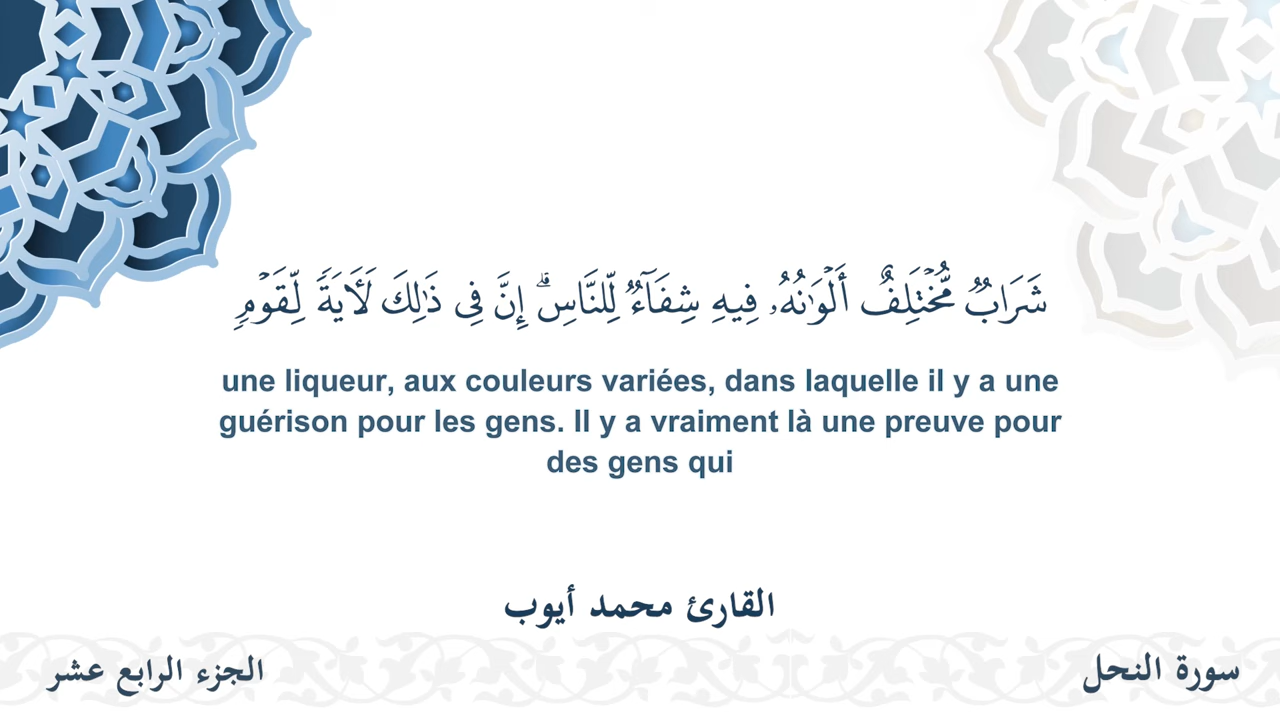 شَرَابٌ مُّخْتَلِفٌ أَلْوَٰنُهُۥ فِيهِ شِفَآءٌ لِّلنَّاسِ ۗ إِنَّ فِى ذَٰلِكَ لَـَٔايَةً لِّقَوْمٍ
une liqueur, aux couleurs variées, dans laquelle il y a une
guérison pour les gens. Il y a vraiment là une preuve pour
des gens qui
القارئ محمد أيوب
سورة النحل
الجزء الرابع عشر